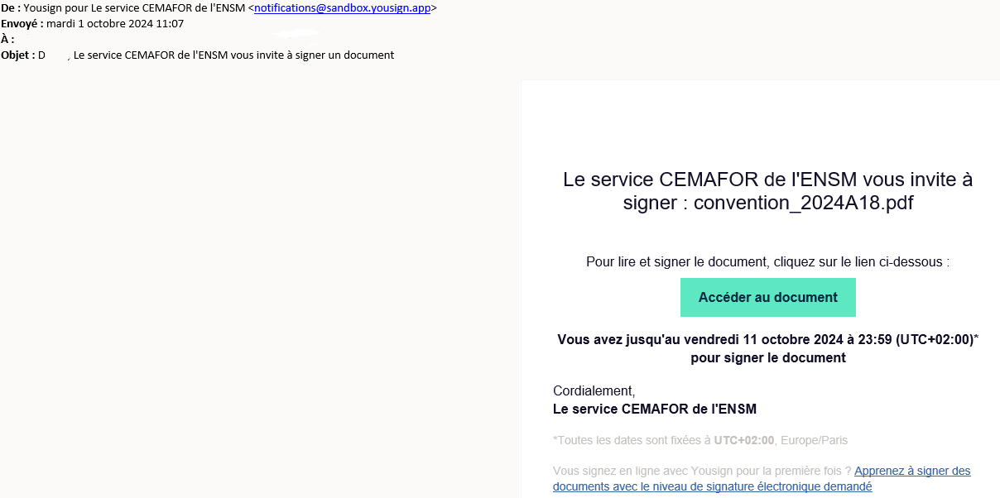 De : Yousign pour Le service CEMAFOR de l'ENSM <notifications@sandbox.yousign.app>
Envoyé : mardi 1 octobre 2024 11:07
À :
Objet : D , Le service CEMAFOR de l'ENSM vous invite à signer un document
Le service CEMAFOR de l'ENSM vous invite à
signer : convention_2024A18.pdf
Pour lire et signer le document, cliquez sur le lien ci-dessous :
Accéder au document
Vous avez jusqu'au vendredi 11 octobre 2024 à 23:59 (UTC+02:00)*
pour signer le document
Cordialement,
Le service CEMAFOR de l'ENSM
*Toutes les dates sont fixées à UTC+02:00, Europe/Paris
Vous signez en ligne avec Yousign pour la première fois ? Apprenez à signer des
documents avec le niveau de signature électronique demandé